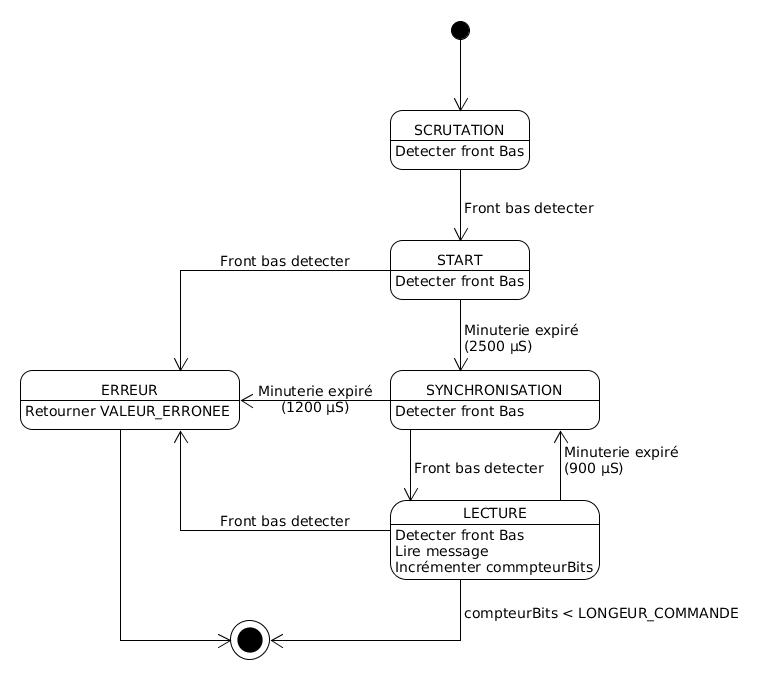 SCRUTATION
Detecter front Bas
Front bas detecter
START
Detecter front Bas
Front bas detecter
Minuterie expiré
(2500 µS)
ERREUR
Retourner VALEUR_ERRONEE
Minuterie expiré
(1200 µS)
SYNCHRONISATION
Detecter front Bas
Front bas detecter
Minuterie expiré
(900 µS)
LECTURE
Detecter front Bas
Lire message
Incrémenter commpteurBits
Front bas detecter
compteurBits < LONGEUR_COMMANDE